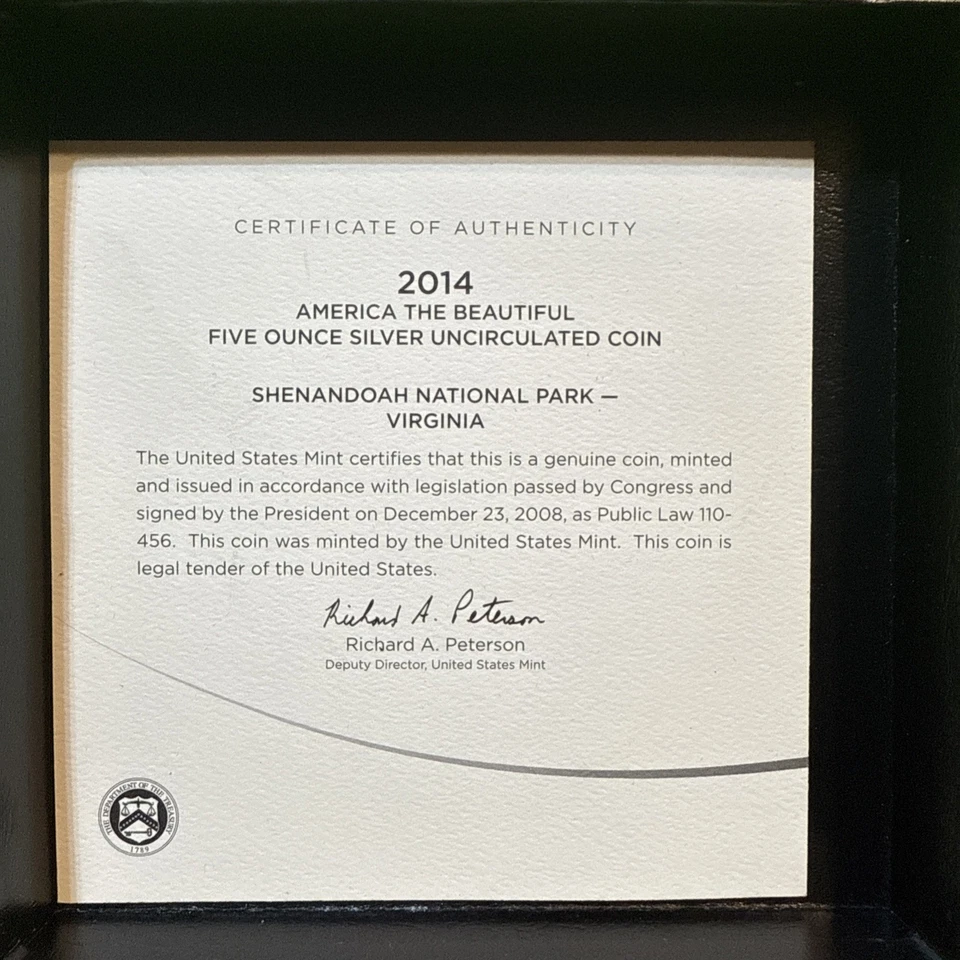 CERTIFICATE OF AUTHENTICITY
2014
AMERICA THE BEAUTIFUL
FIVE OUNCE SILVER UNCIRCULATED COIN
SHENANDOAH NATIONAL PARK —
VIRGINIA
The United States Mint certifies that this is a genuine coin, minted
and issued in accordance with legislation passed by Congress and
signed by the President on December 23, 2008, as Public Law 110-
456. This coin was minted by the United States Mint. This coin is
legal tender of the United States.
Richard A. Peterson
Richard A. Peterson
Deputy Director, United States Mint
THE DEPARTMENT OF THE TREASURY
1789